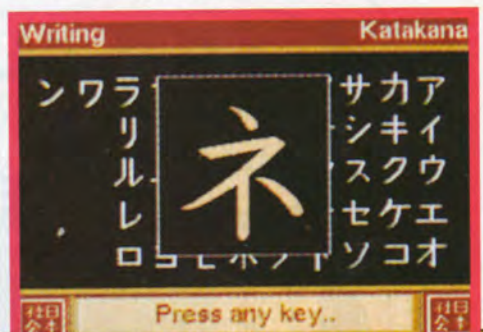 Writing Katakana
ンワラ サカア
リ シキイ
ル ネ スクウ
レ セケエ
ロ ソコオ
Press any key..